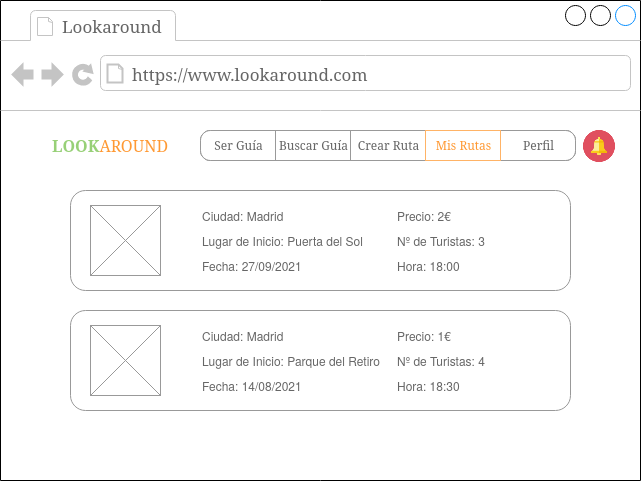 Lookaround
https://www.lookaround.com
LOOKAROUND
Ser Guía
Buscar Guía
Crear Ruta
Mis Rutas
Perfil
Ciudad: Madrid
Precio: 2€
Lugar de Inicio: Puerta del Sol
Nº de Turistas: 3
Fecha: 27/09/2021
Hora: 18:00
Ciudad: Madrid
Precio: 1€
Lugar de Inicio: Parque del Retiro
Nº de Turistas: 4
Fecha: 14/08/2021
Hora: 18:30